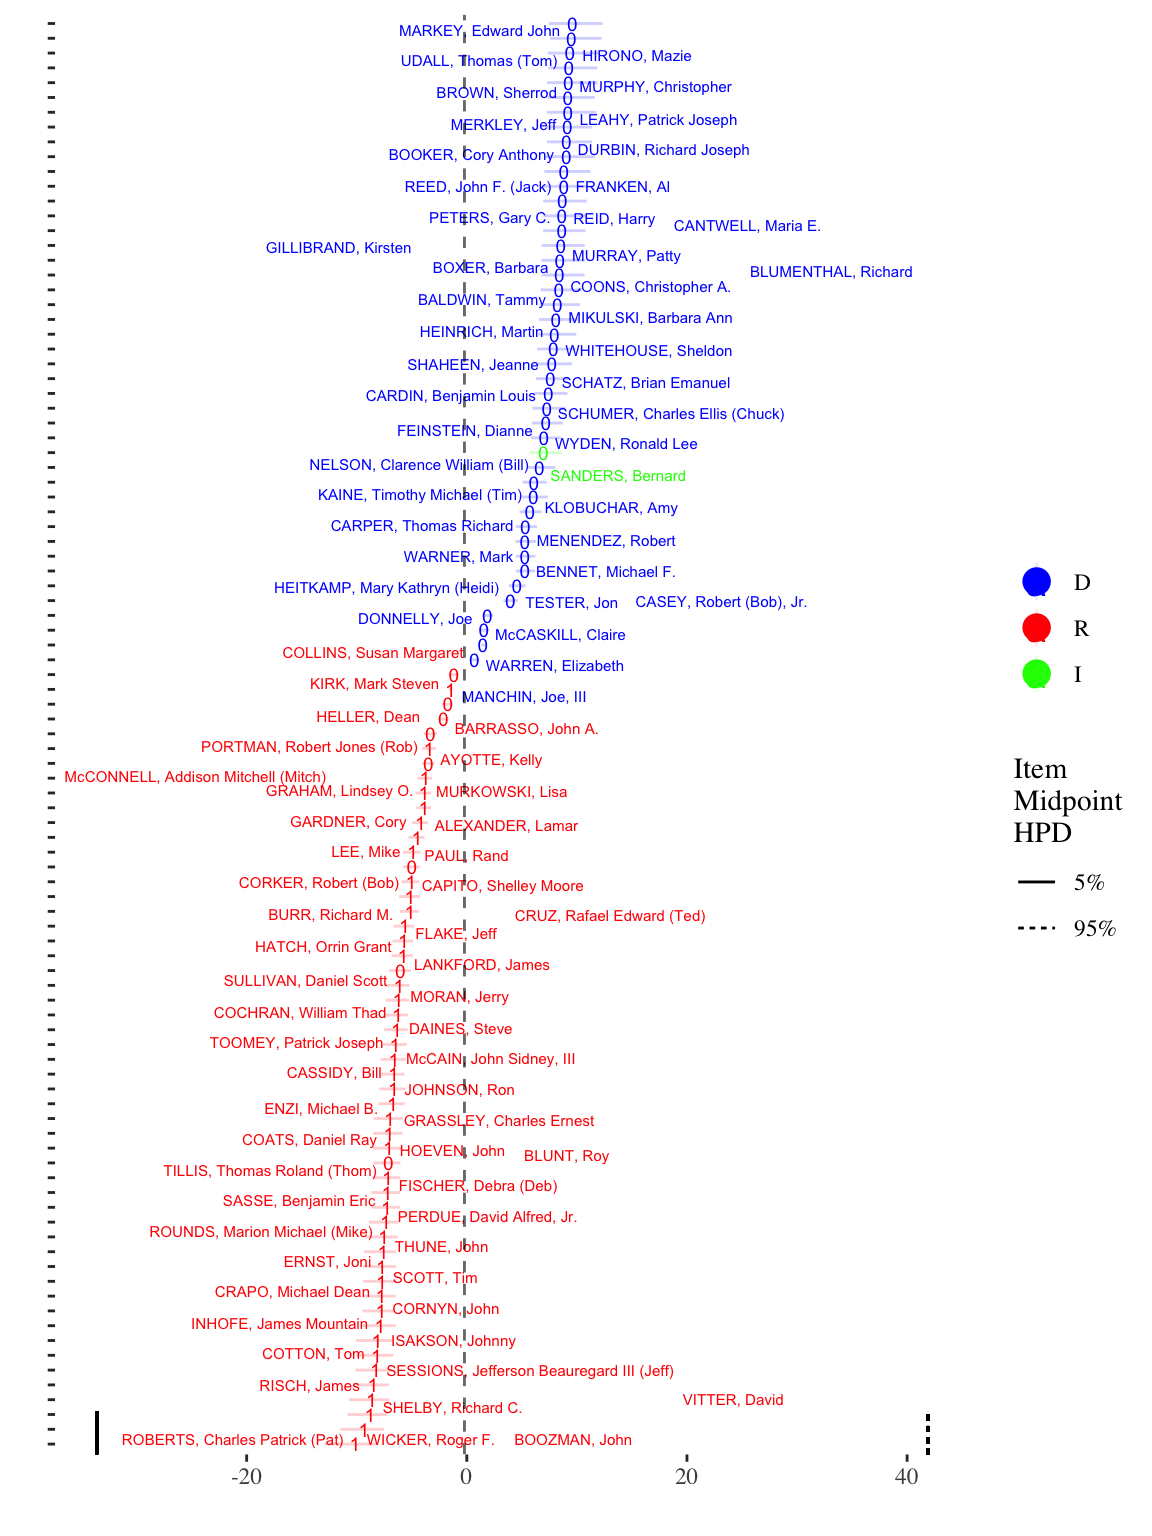 MARKEY, Edward John
HIRONO, Mazie
UDALL, Thomas (Tom)
MURPHY, Christopher
BROWN, Sherrod
LEAHY, Patrick Joseph
MERKLEY, Jeff
DURBIN, Richard Joseph
BOOKER, Cory Anthony
REED, John F. (Jack)
FRANKEN, Al
PETERS, Gary C.
REID, Harry
CANTWELL, Maria E.
GILLIBRAND, Kirsten
MURRAY, Patty
BOXER, Barbara
BLUMENTHAL, Richard
COONS, Christopher A.
BALDWIN, Tammy
MIKULSKI, Barbara Ann
HEINRICH, Martin
WHITEHOUSE, Sheldon
SHAHEEN, Jeanne
SCHATZ, Brian Emanuel
CARDIN, Benjamin Louis
SCHUMER, Charles Ellis (Chuck)
FEINSTEIN, Dianne
WYDEN, Ronald Lee
NELSON, Clarence William (Bill)
SANDERS, Bernard
KAINE, Timothy Michael (Tim)
KLOBUCHAR, Amy
CARPER, Thomas Richard
MENENDEZ, Robert
WARNER, Mark
BENNET, Michael F.
HEITKAMP, Mary Kathryn (Heidi)
TESTER, Jon
CASEY, Robert (Bob), Jr.
DONNELLY, Joe
McCASKILL, Claire
COLLINS, Susan Margaret
WARREN, Elizabeth
KIRK, Mark Steven
MANCHIN, Joe, III
HELLER, Dean
BARRASSO, John A.
PORTMAN, Robert Jones (Rob)
AYOTTE, Kelly
McCONNELL, Addison Mitchell (Mitch)
GRAHAM, Lindsey O.
MURKOWSKI, Lisa
GARDNER, Cory
ALEXANDER, Lamar
LEE, Mike
PAUL, Rand
CORKER, Robert (Bob)
CAPITO, Shelley Moore
BURR, Richard M.
CRUZ, Rafael Edward (Ted)
FLAKE, Jeff
HATCH, Orrin Grant
LANKFORD, James
SULLIVAN, Daniel Scott
MORAN, Jerry
COCHRAN, William Thad
DAINES, Steve
TOOMEY, Patrick Joseph
McCAIN, John Sidney, III
CASSIDY, Bill
JOHNSON, Ron
ENZI, Michael B.
GRASSLEY, Charles Ernest
COATS, Daniel Ray
HOEVEN, John
BLUNT, Roy
TILLIS, Thomas Roland (Thom)
FISCHER, Debra (Deb)
SASSE, Benjamin Eric
PERDUE, David Alfred, Jr.
ROUNDS, Marion Michael (Mike)
THUNE, John
ERNST, Joni
SCOTT, Tim
CRAPO, Michael Dean
CORNYN, John
INHOFE, James Mountain
ISAKSON, Johnny
COTTON, Tom
SESSIONS, Jefferson Beauregard III (Jeff)
RISCH, James
VITTER, David
SHELBY, Richard C.
ROBERTS, Charles Patrick (Pat)
WICKER, Roger F.
BOOZMAN, John
-20 0 20 40
D
R
I
Item
Midpoint
HPD
5%
95%